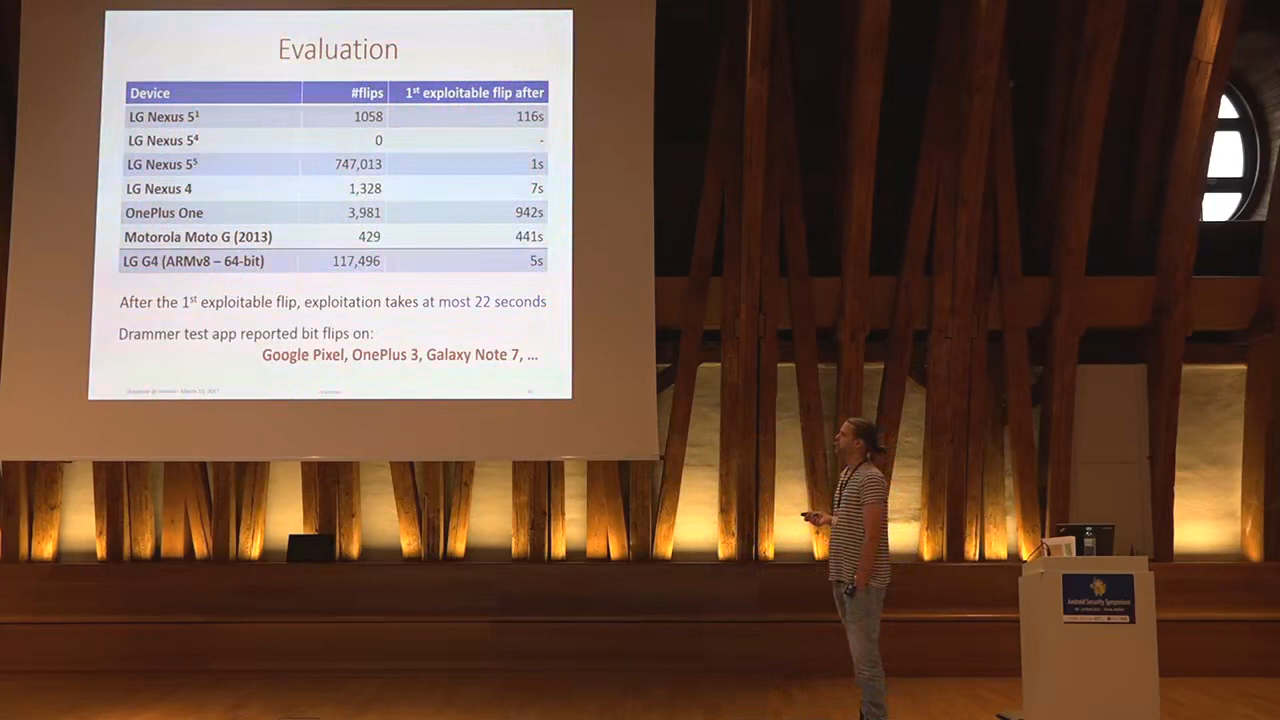 Evaluation
Device #flips 1st exploitable flip after
LG Nexus 5¹ 1058 116s
LG Nexus 5⁴ 0 -
LG Nexus 5⁵ 747,013 1s
LG Nexus 4 1,328 7s
OnePlus One 3,981 942s
Motorola Moto G (2013) 429 441s
LG G4 (ARMv8 – 64-bit) 117,496 5s
After the 1st exploitable flip, exploitation takes at most 22 seconds
Drammer test app reported bit flips on:
Google Pixel, OnePlus 3, Galaxy Note 7, ...
Android Security Symposium